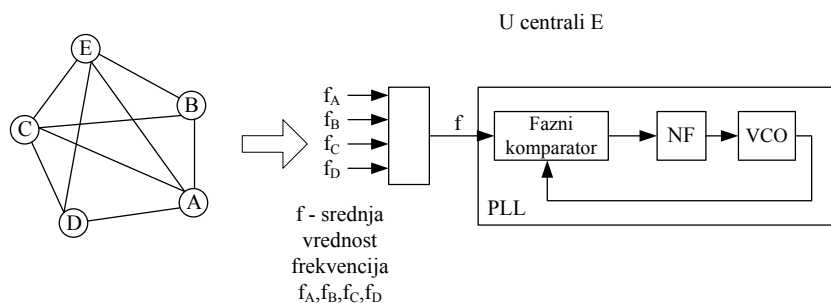 U centrali E
E
B
C
A
D
f_A
f_B
f_C
f_D
f
Fazni
komparator
NF
VCO
PLL
f - srednja
vrednost
frekvencija
f_A,f_B,f_C,f_D